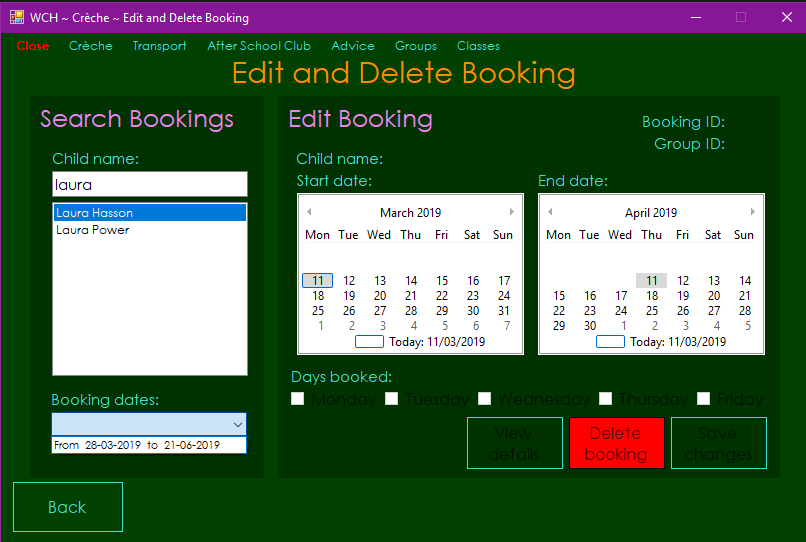 WCH ~ Crèche ~ Edit and Delete Booking
Close Crèche Transport After School Club Advice Groups Classes
Edit and Delete Booking
Search Bookings
Child name:
laura
Laura Hasson
Laura Power
Booking dates:
From 28-03-2019 to 21-06-2019
Edit Booking
Booking ID:
Group ID:
Child name:
Start date:
March 2019
Mon Tue Wed Thu Fri Sat Sun
11 12 13 14 15 16 17
18 19 20 21 22 23 24
25 26 27 28 29 30 31
1 2 3 4 5 6 7
Today: 11/03/2019
End date:
April 2019
Mon Tue Wed Thu Fri Sat Sun
11 12 13 14
15 16 17 18 19 20 21
22 23 24 25 26 27 28
29 30 1 2 3 4 5
Today: 11/03/2019
Days booked:
Monday Tuesday Wednesday Thursday Friday
View
details
Delete
booking
Save
changes
Back